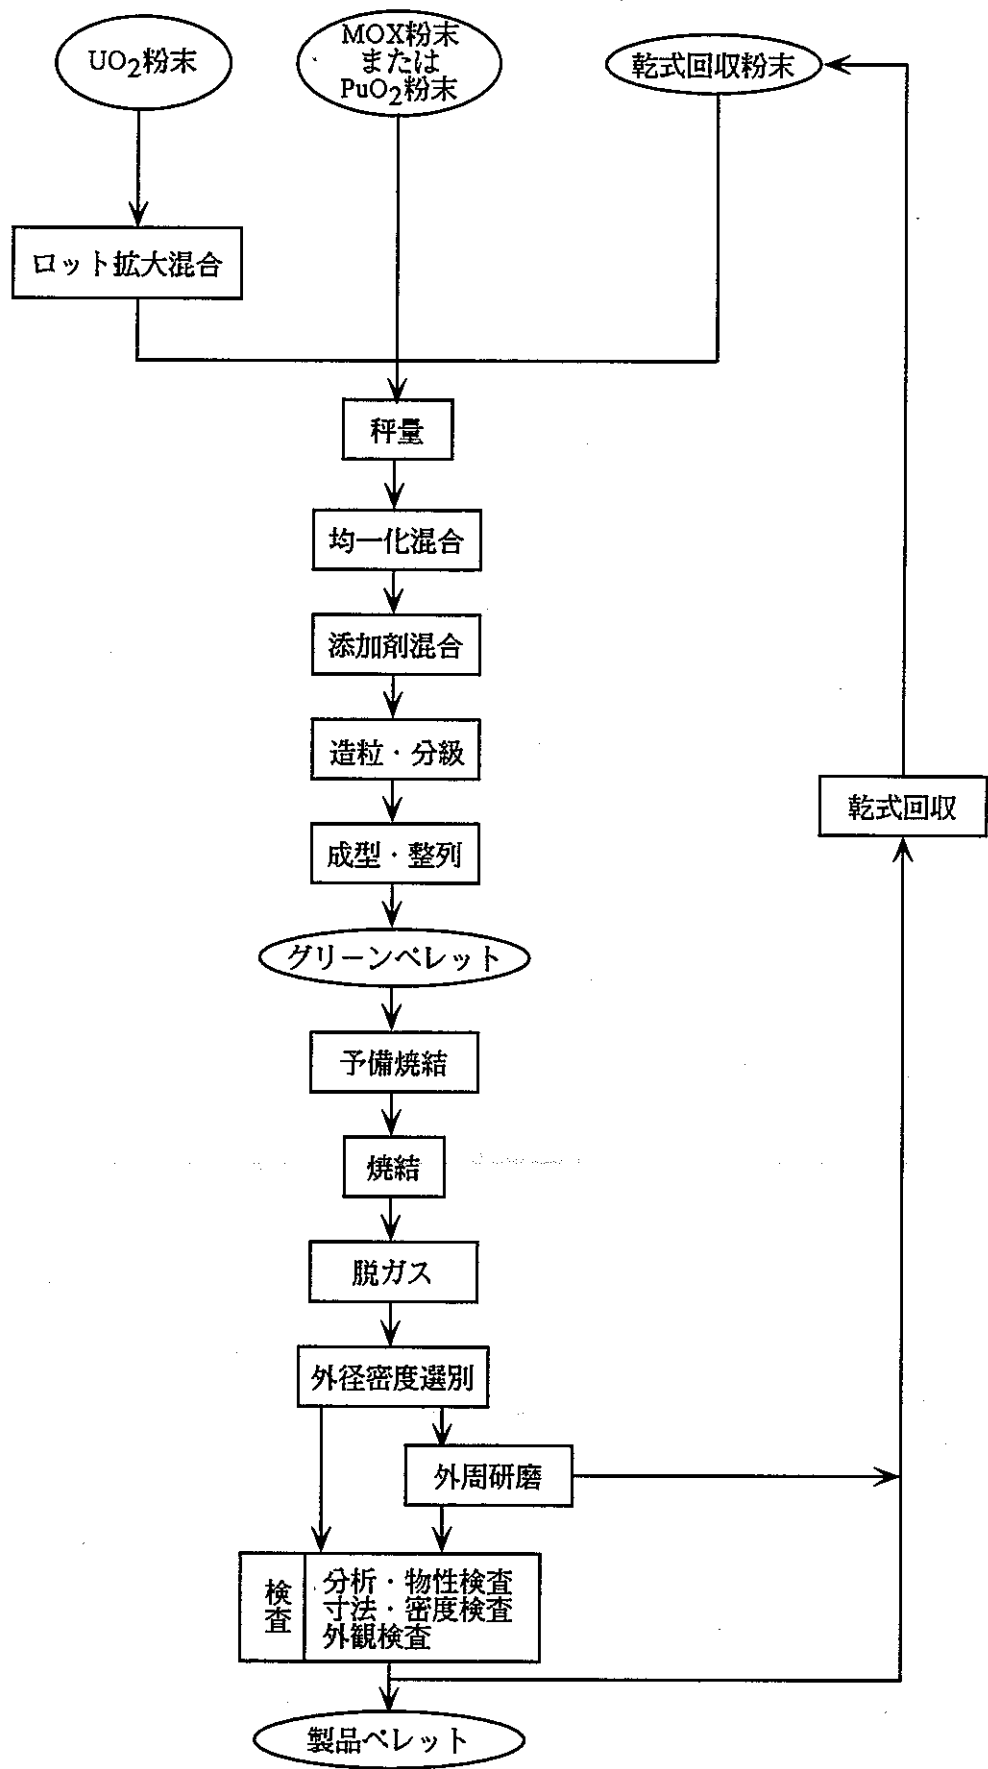 UO₂粉末
MOX粉末
または
PuO₂粉末
乾式回収粉末
ロット拡大混合
秤量
均一化混合
添加剤混合
造粒・分級
成型・整列
乾式回収
グリーンペレット
予備焼結
焼結
脱ガス
外径密度選別
外周研磨
検査
分析・物性検査
寸法・密度検査
外観検査
製品ペレット